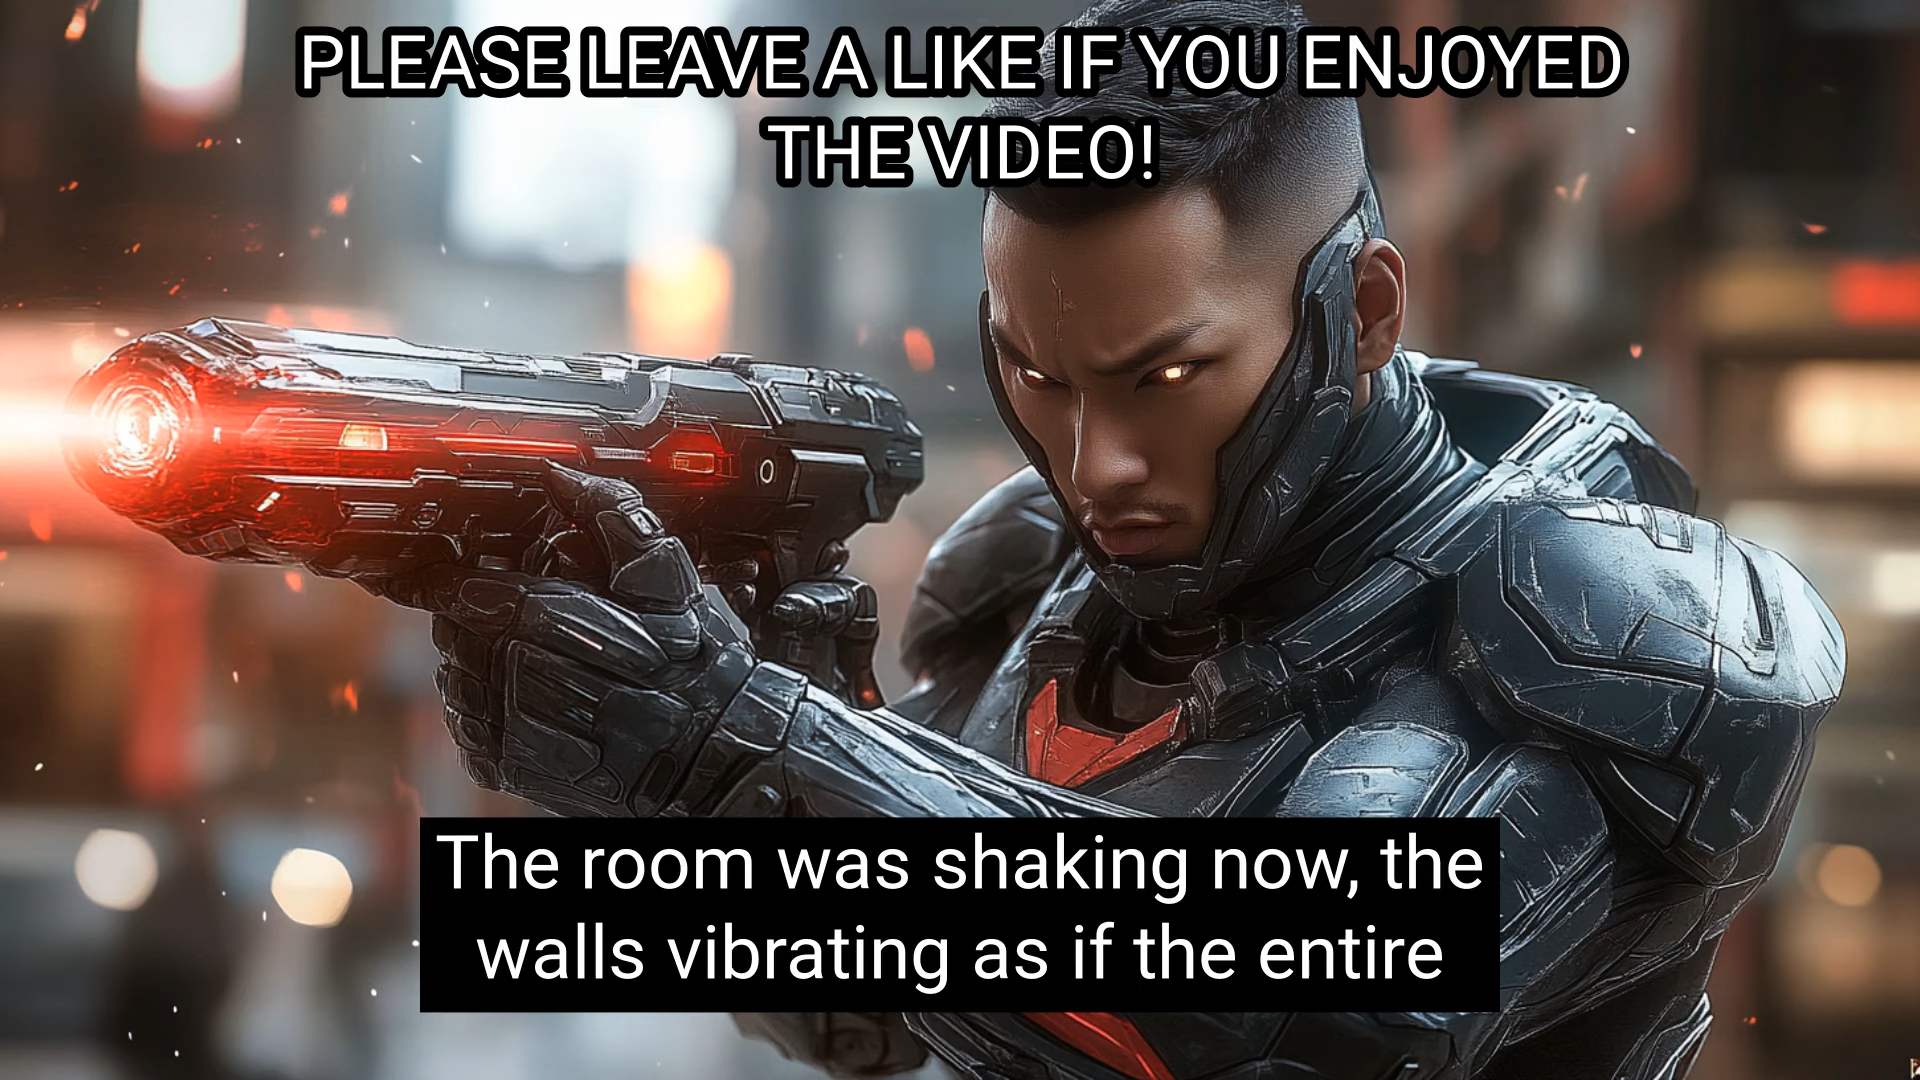 PLEASE LEAVE A LIKE IF YOU ENJOYED
THE VIDEO!
The room was shaking now, the
walls vibrating as if the entire